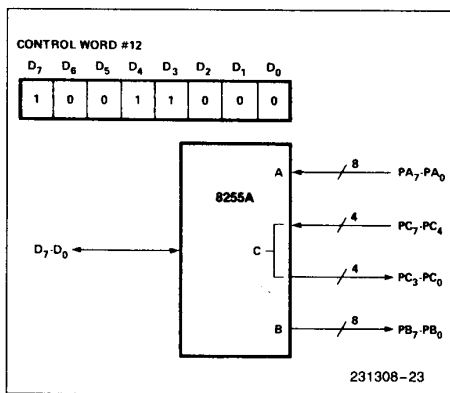 CONTROL WORD #12
D7 D6 D5 D4 D3 D2 D1 D0
1 0 0 1 1 0 0 0
A 8 PA7-PA0
8255A
4 PC7-PC4
D7-D0 C
4 PC3-PC0
B 8 PB7-PB0
231308-23